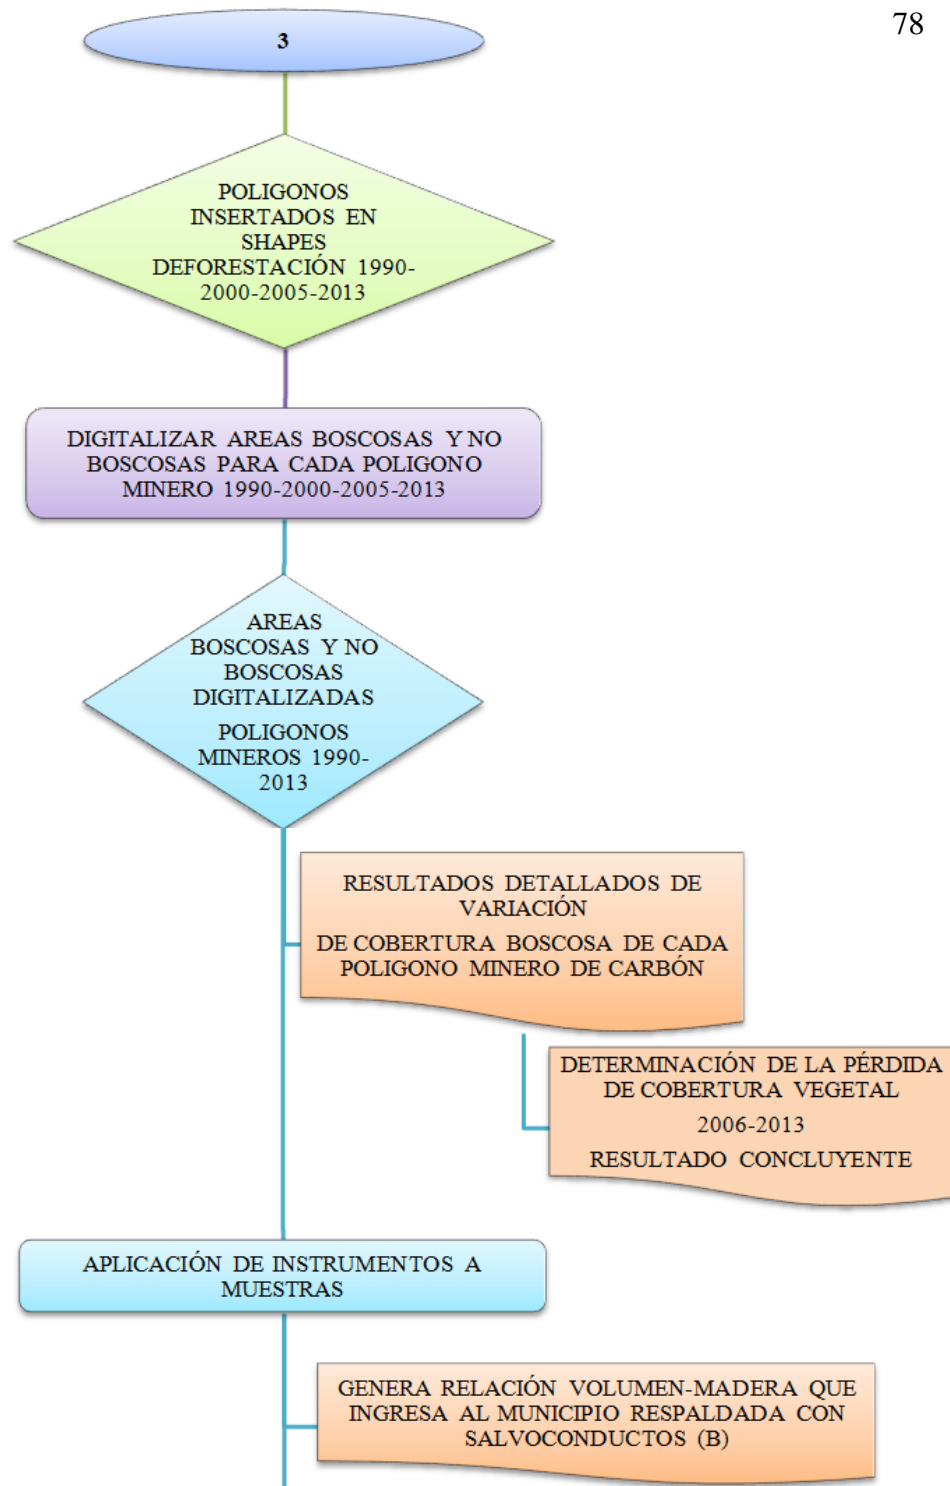 78
3
POLIGONOS
INSERTADOS EN
SHAPES
DEFORESTACIÓN 1990-
2000-2005-2013
DIGITALIZAR AREAS BOSCOSAS Y NO
BOSCOSAS PARA CADA POLIGONO
MINERO 1990-2000-2005-2013
AREAS
BOSCOSAS Y NO
BOSCOSAS
DIGITALIZADAS
POLIGONOS
MINEROS 1990-
2013
RESULTADOS DETALLADOS DE
VARIACIÓN
DE COBERTURA BOSCOSA DE CADA
POLIGONO MINERO DE CARBÓN
DETERMINACIÓN DE LA PÉRDIDA
DE COBERTURA VEGETAL
2006-2013
RESULTADO CONCLUYENTE
APLICACIÓN DE INSTRUMENTOS A
MUESTRAS
GENERA RELACIÓN VOLUMEN-MADERA QUE
INGRESA AL MUNICIPIO RESPALDADA CON
SALVOCONDUCTOS (B)